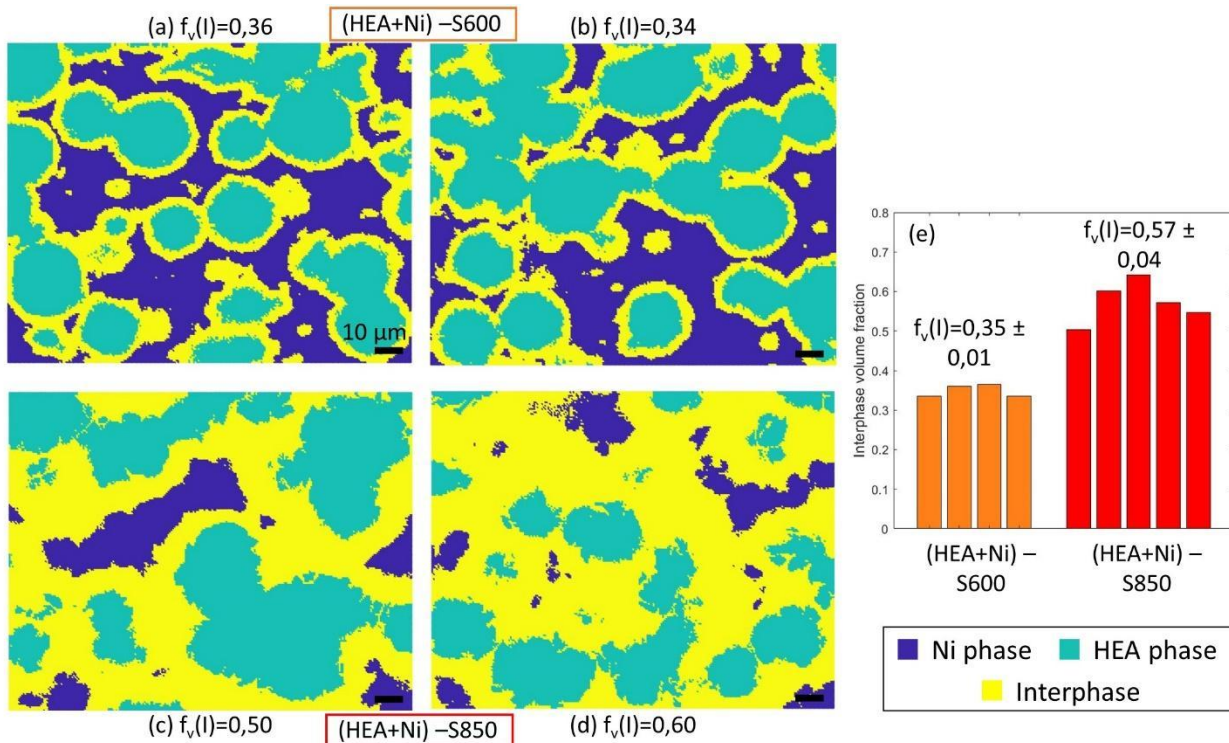 (a) fᵥ(I)=0,36
(HEA+Ni) –S600
(b) fᵥ(I)=0,34
10 µm
(c) fᵥ(I)=0,50
(HEA+Ni) –S850
(d) fᵥ(I)=0,60
(e)
fᵥ(I)=0,57 ±
0,04
fᵥ(I)=0,35 ±
0,01
Interphase volume fraction
0.8
0.7
0.6
0.5
0.4
0.3
0.2
0.1
0
(HEA+Ni) –
S600
(HEA+Ni) –
S850
Ni phase
HEA phase
Interphase